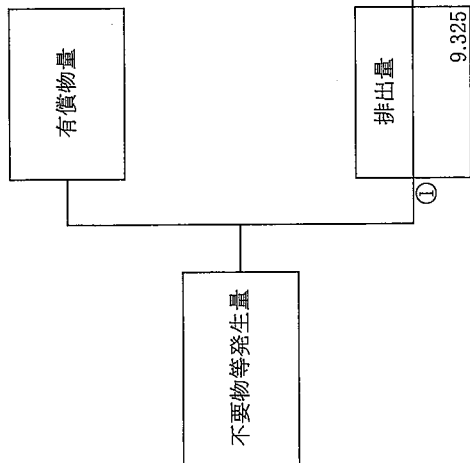 不要物等発生量
有償物量
①
排出量
9.325